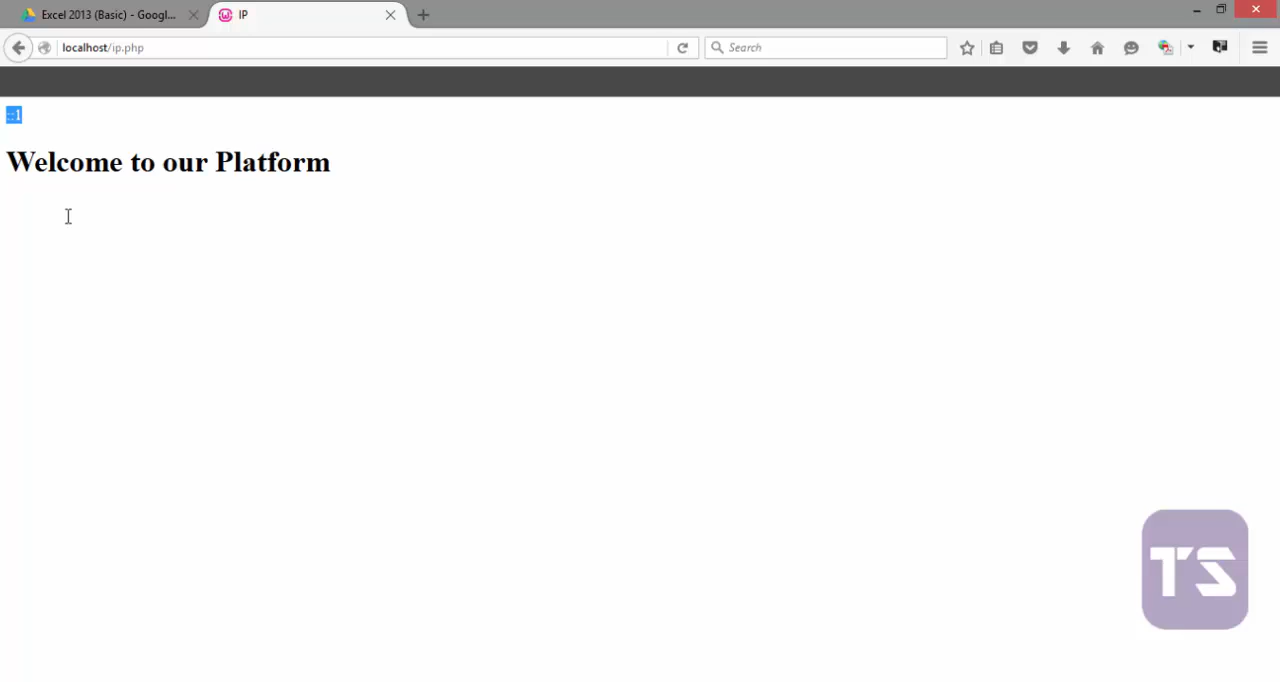 Excel 2013 (Basic) - Googl...
IP
localhost/ip.php
Search
::1
Welcome to our Platform
TS